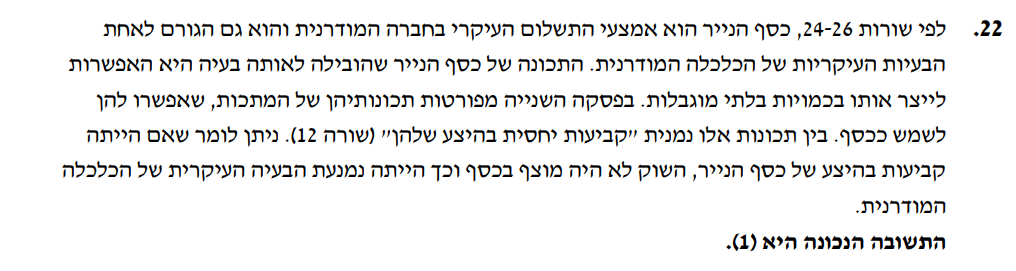 22. לפי שורות 24-26, כסף הנייר הוא אמצעי התשלום העיקרי בחברה המודרנית והוא גם הגורם לאחת
הבעיות העיקריות של הכלכלה המודרנית. התכונה של כסף הנייר שהובילה לאותה בעיה היא האפשרות
לייצר אותו בכמויות בלתי מוגבלות. בפסקה השנייה מפורטות תכונותיהן של המתכות, שאפשרו להן
לשמש ככסף. בין תכונות אלו נמנית "קביעות יחסית בהיצע שלהן" (שורה 12). ניתן לומר שאם הייתה
קביעות בהיצע של כסף הנייר, השוק לא היה מוצף בכסף וכך הייתה נמנעת הבעיה העיקרית של הכלכלה
המודרנית.
התשובה הנכונה היא (1).